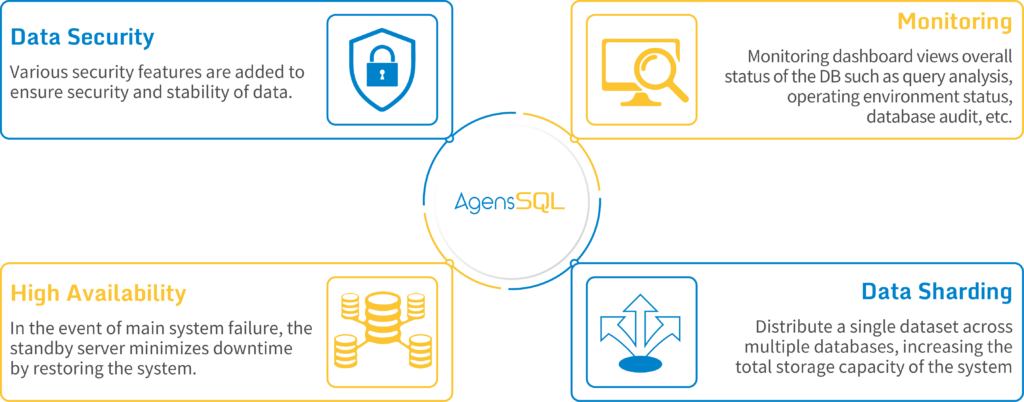 Data Security
Various security features are added to
ensure security and stability of data.
Monitoring
Monitoring dashboard views overall
status of the DB such as query analysis,
operating environment status,
database audit, etc.
AgensSQL
High Availability
In the event of main system failure, the
standby server minimizes downtime
by restoring the system.
Data Sharding
Distribute a single dataset across
multiple databases, increasing the
total storage capacity of the system